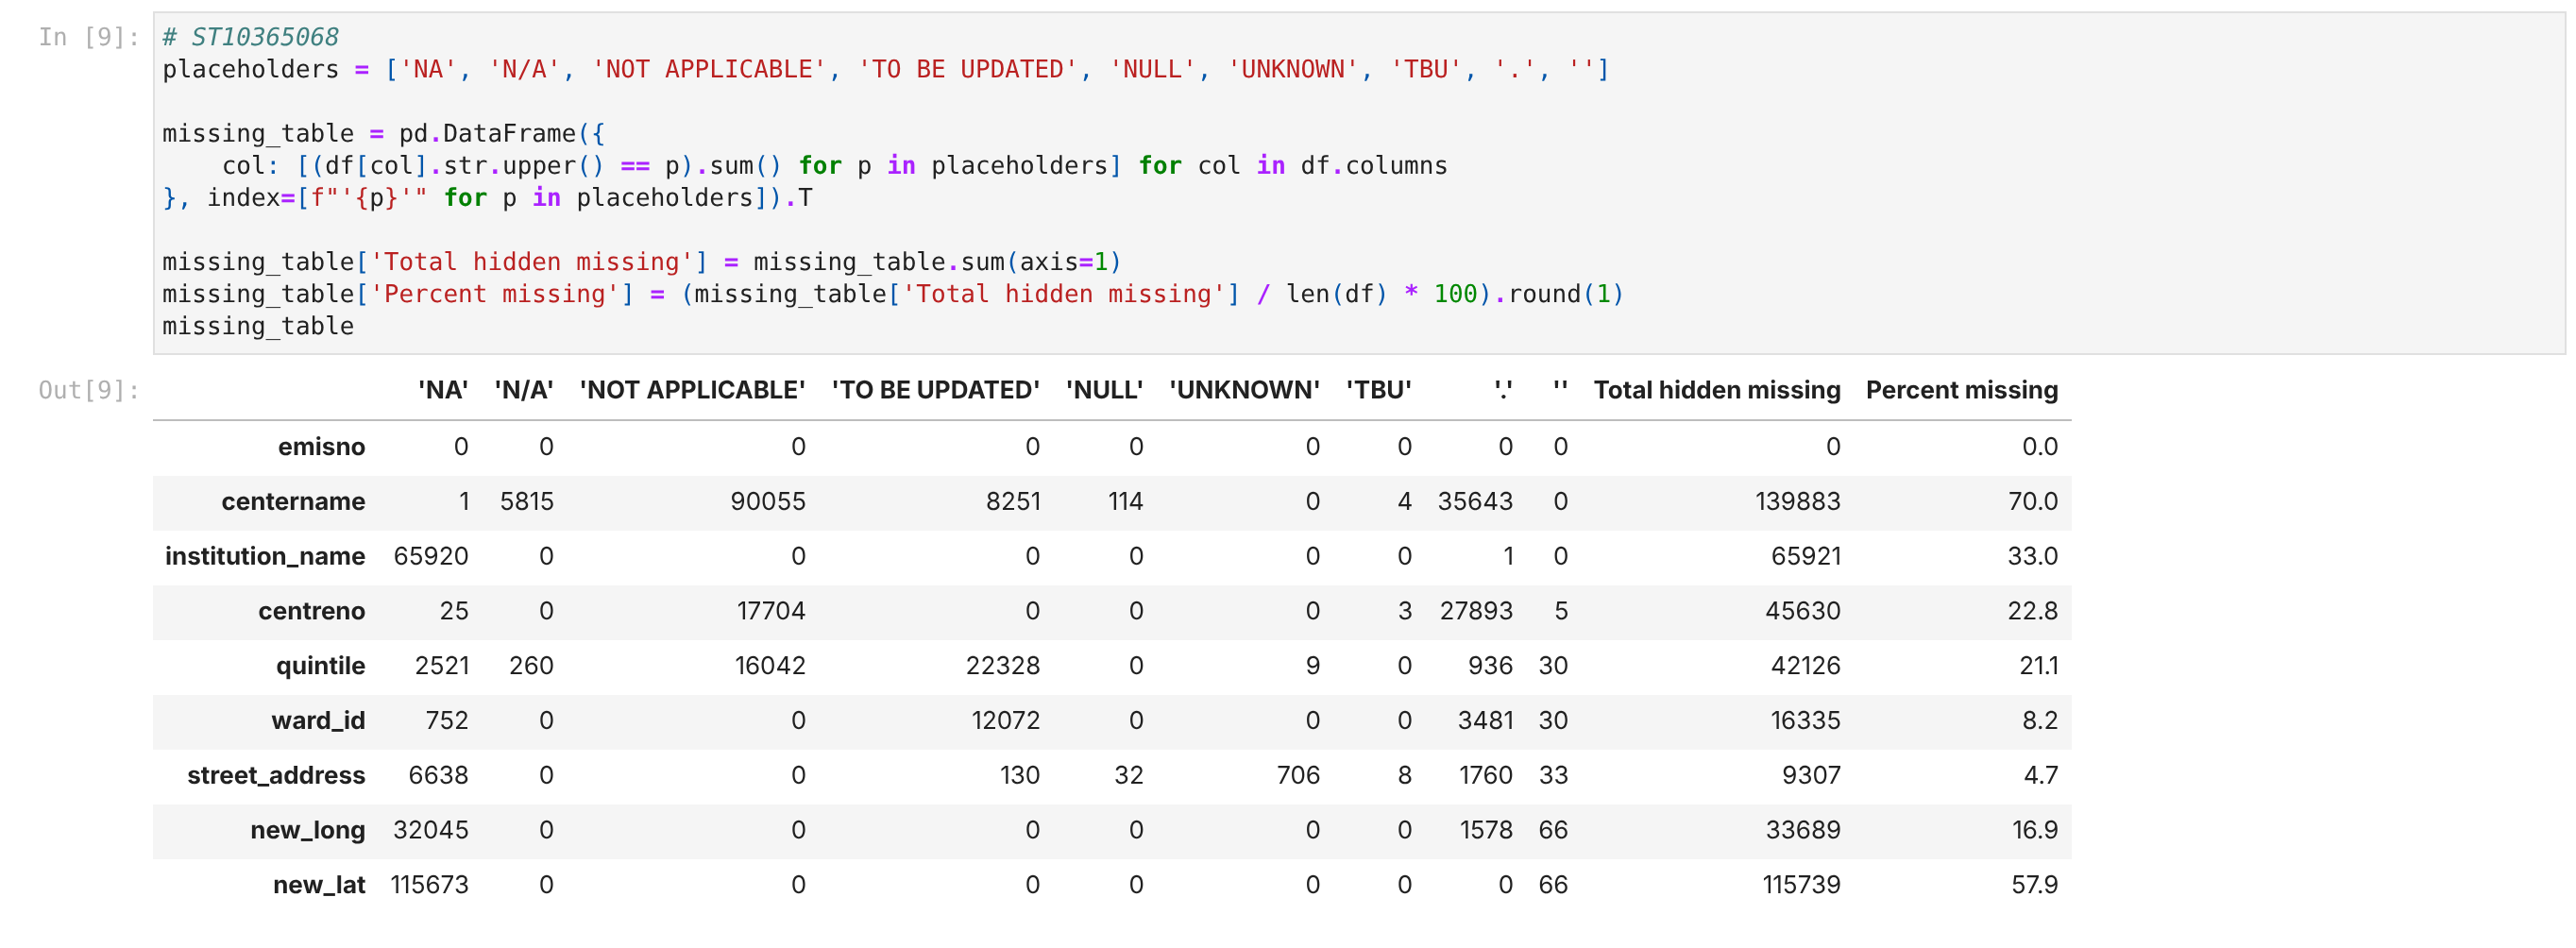 In [9]:
# ST10365068
placeholders = ['NA', 'N/A', 'NOT APPLICABLE', 'TO BE UPDATED', 'NULL', 'UNKNOWN', 'TBU', '.', '']
missing_table = pd.DataFrame({
    col: [(df[col].str.upper() == p).sum() for p in placeholders] for col in df.columns
}, index=[f"'{p}'" for p in placeholders]).T
missing_table['Total hidden missing'] = missing_table.sum(axis=1)
missing_table['Percent missing'] = (missing_table['Total hidden missing'] / len(df) * 100).round(1)
missing_table
Out[9]:
'NA' 'N/A' 'NOT APPLICABLE' 'TO BE UPDATED' 'NULL' 'UNKNOWN' 'TBU' '.' '' Total hidden missing Percent missing
emisno 0 0 0 0 0 0 0 0 0 0 0.0
centername 1 5815 90055 8251 114 0 4 35643 0 139883 70.0
institution_name 65920 0 0 0 0 0 0 1 0 65921 33.0
centreno 25 0 17704 0 0 0 3 27893 5 45630 22.8
quintile 2521 260 16042 22328 0 9 0 936 30 42126 21.1
ward_id 752 0 0 12072 0 0 0 3481 30 16335 8.2
street_address 6638 0 0 130 32 706 8 1760 33 9307 4.7
new_long 32045 0 0 0 0 0 0 1578 66 33689 16.9
new_lat 115673 0 0 0 0 0 0 0 66 115739 57.9